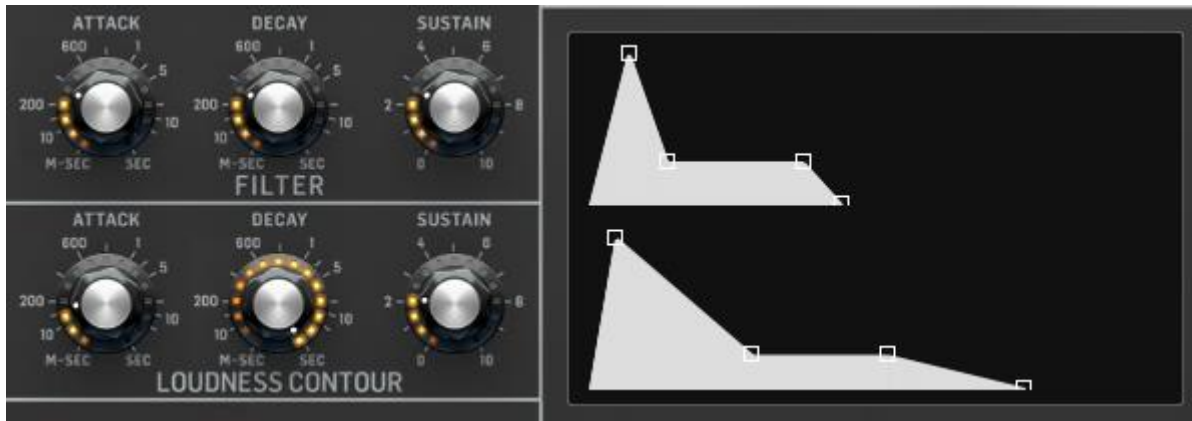 ATTACK DECAY SUSTAIN
600 1 600 1 4 6
5 5
200 200 2 8
10 10 10 10
M-SEC SEC M-SEC SEC 0 10
FILTER
ATTACK DECAY SUSTAIN
600 1 600 1 4 6
5 5
200 200 2 8
10 10 10 10
M-SEC SEC M-SEC SEC 0 10
LOUDNESS CONTOUR